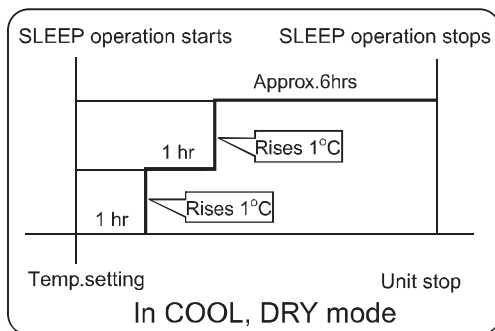 SLEEP operation starts
SLEEP operation stops
Approx.6hrs
1 hr
Rises 1°C
1 hr
Rises 1°C
Temp.setting
Unit stop
In COOL, DRY mode